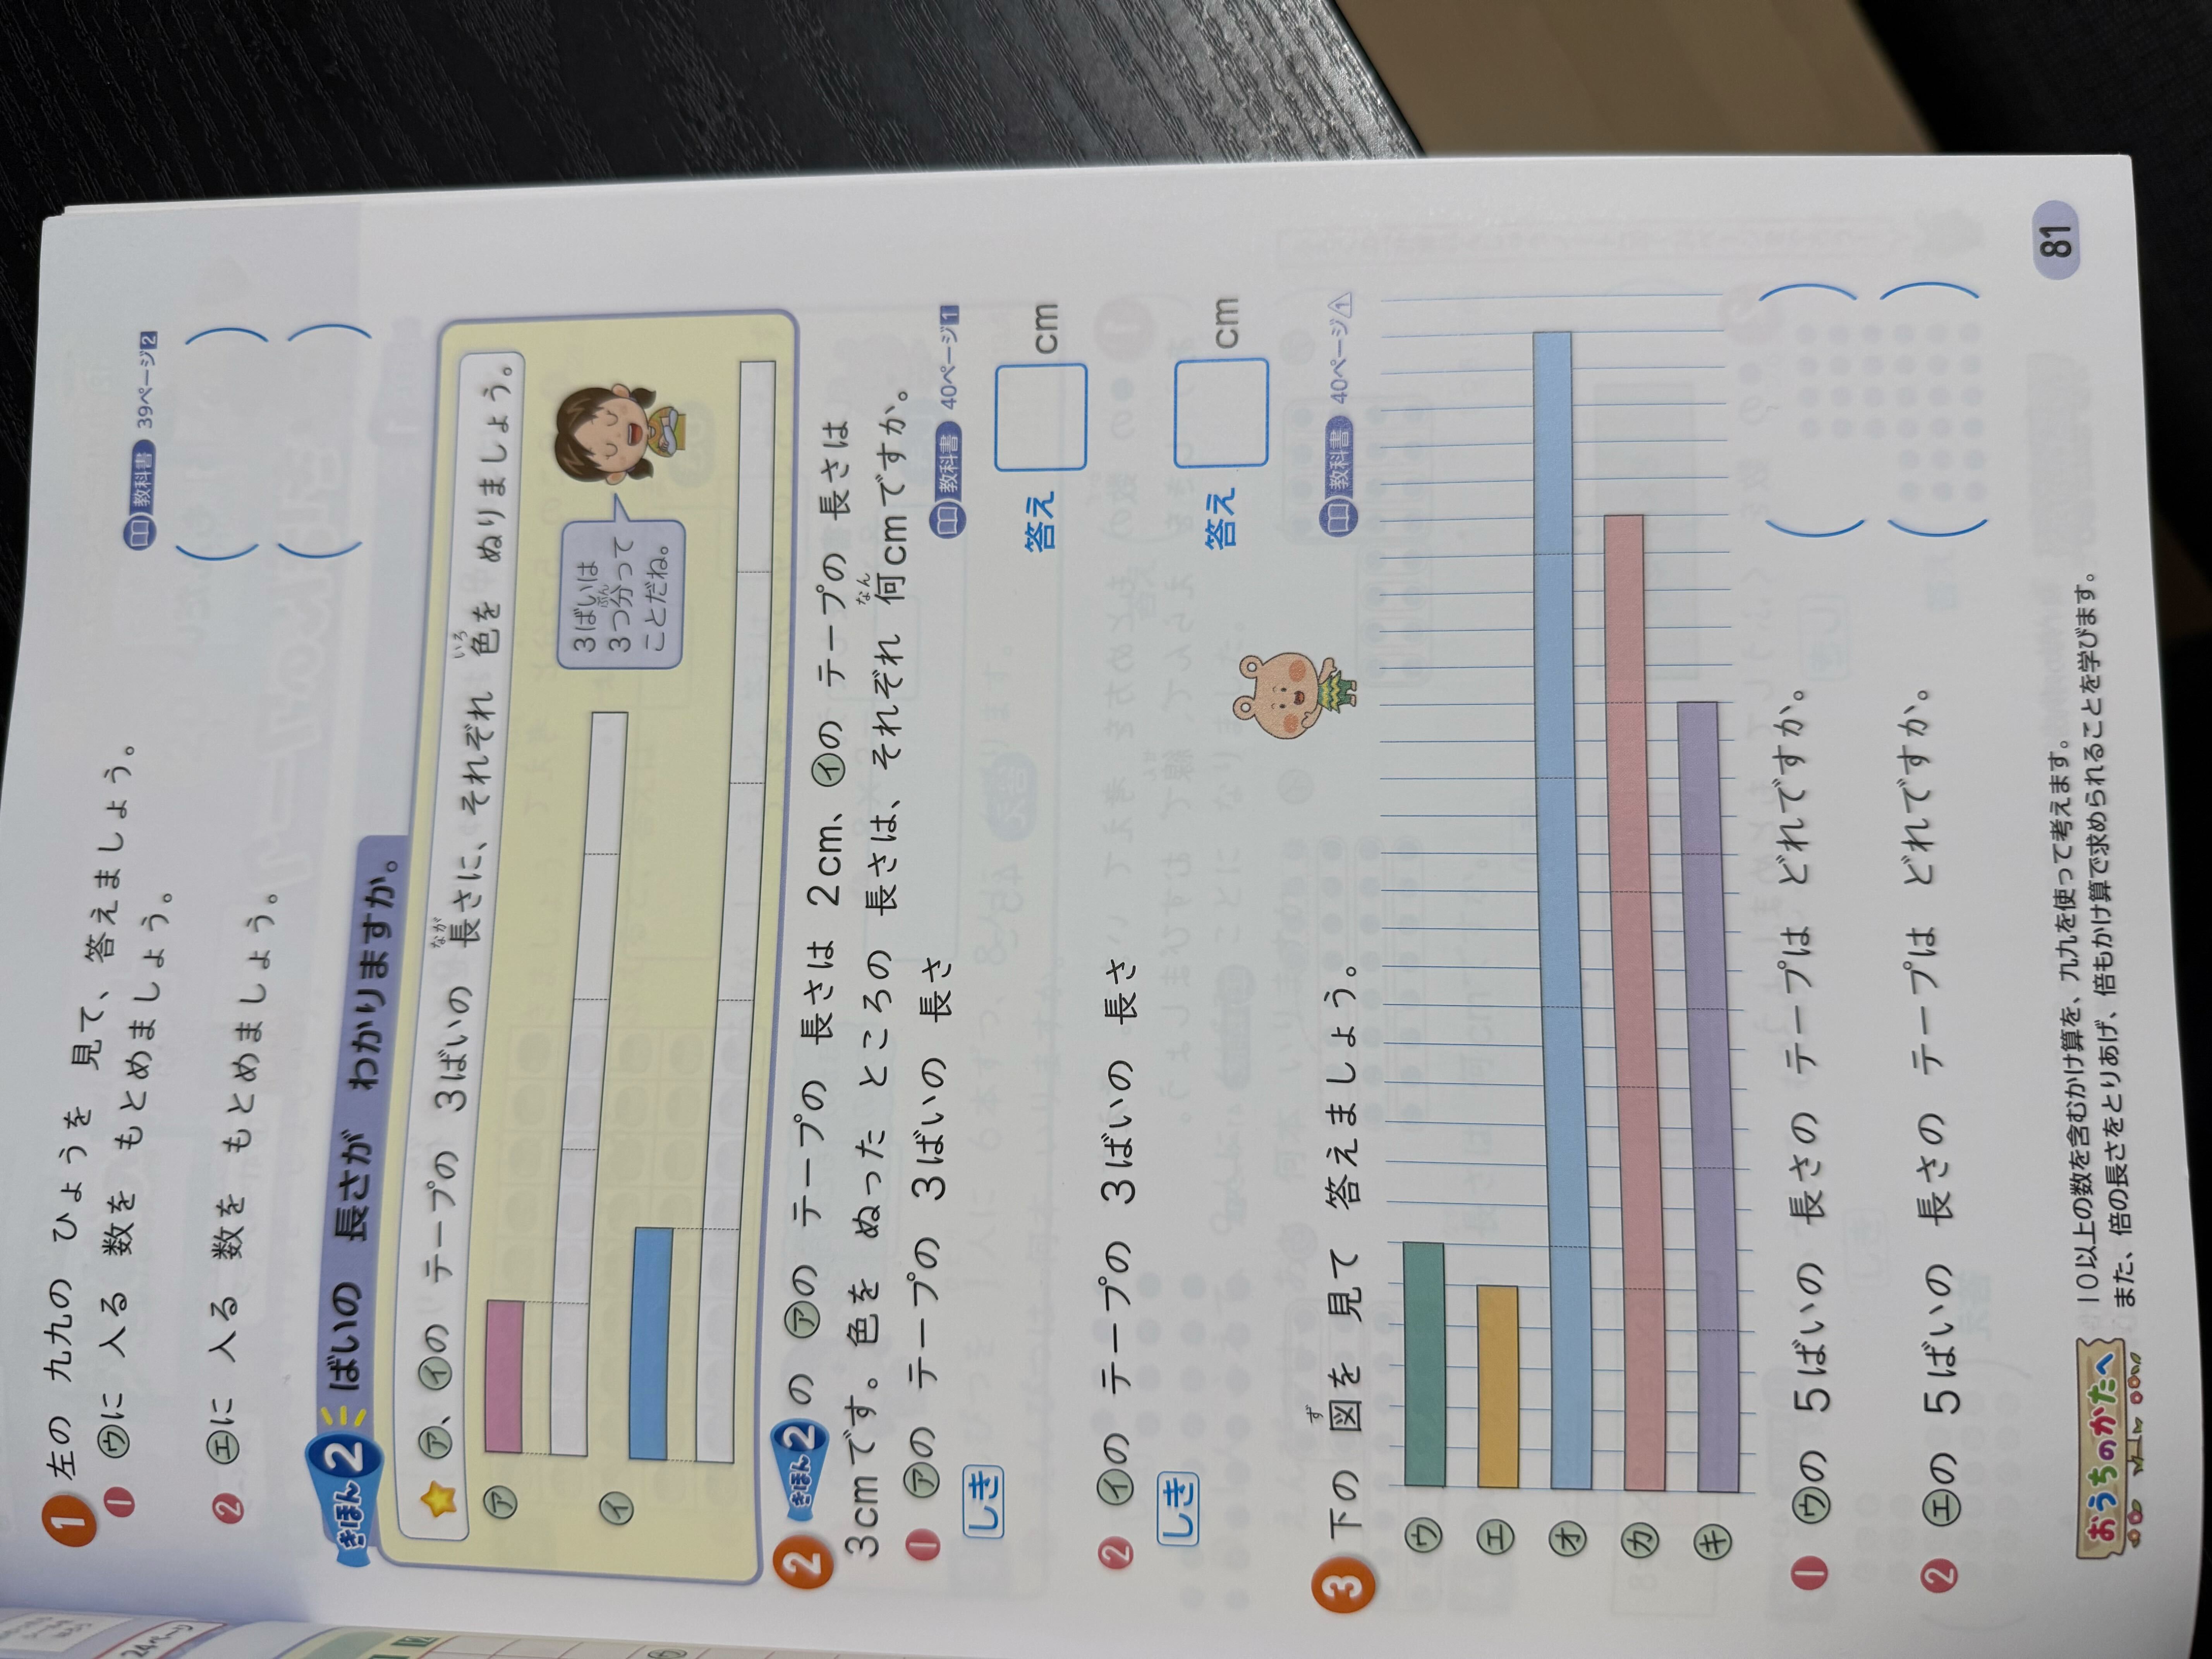 1 左の 九九の ひょうを 見て、答えましょう。
教科書 39ページ2
1 ㋒に 入る 数を もとめましょう。
( )
2 ㋓に 入る 数を もとめましょう。
( )
きほん2 ばいの 長さが わかりますか。
㋐、㋑の テープの 3ばいの 長さに、それぞれ 色を ぬりましょう。
なが
いろ
㋐
3ばいは
3つ分って
ぶん
ことだね。
㋑
2 きほん2の ㋐の テープの 長さは 2cm、㋑の テープの 長さは
3cmです。色を ぬった ところの 長さは、それぞれ 何cmですか。
なん
教科書 40ページ1
1 ㋐の テープの 3ばいの 長さ
しき
答え cm
2 ㋑の テープの 3ばいの 長さ
しき
答え cm
3 下の 図を 見て 答えましょう。
ず
教科書 40ページ1
㋒
㋓
㋔
㋕
㋖
1 ㋒の 5ばいの 長さの テープは どれですか。
( )
2 ㋓の 5ばいの 長さの テープは どれですか。
( )
おうちのかたへ
10以上の数を含むかけ算を、九九を使って考えます。
また、倍の長さをとりあげ、倍もかけ算で求められることを学びます。
81
24ページ